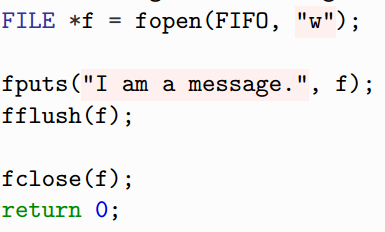 FILE *f = fopen(FIFO, "w");
fputs("I am a message.", f);
fflush(f);
fclose(f);
return 0;